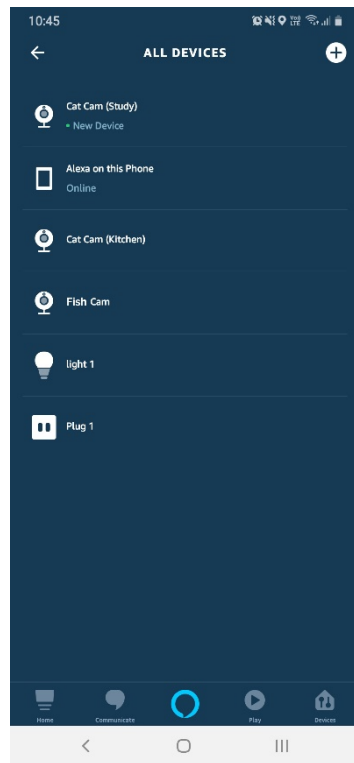 10:45
ALL DEVICES
Cat Cam (Study)
• New Device
Alexa on this Phone
Online
Cat Cam (Kitchen)
Fish Cam
light 1
Plug 1
Home Communicate Play Devices